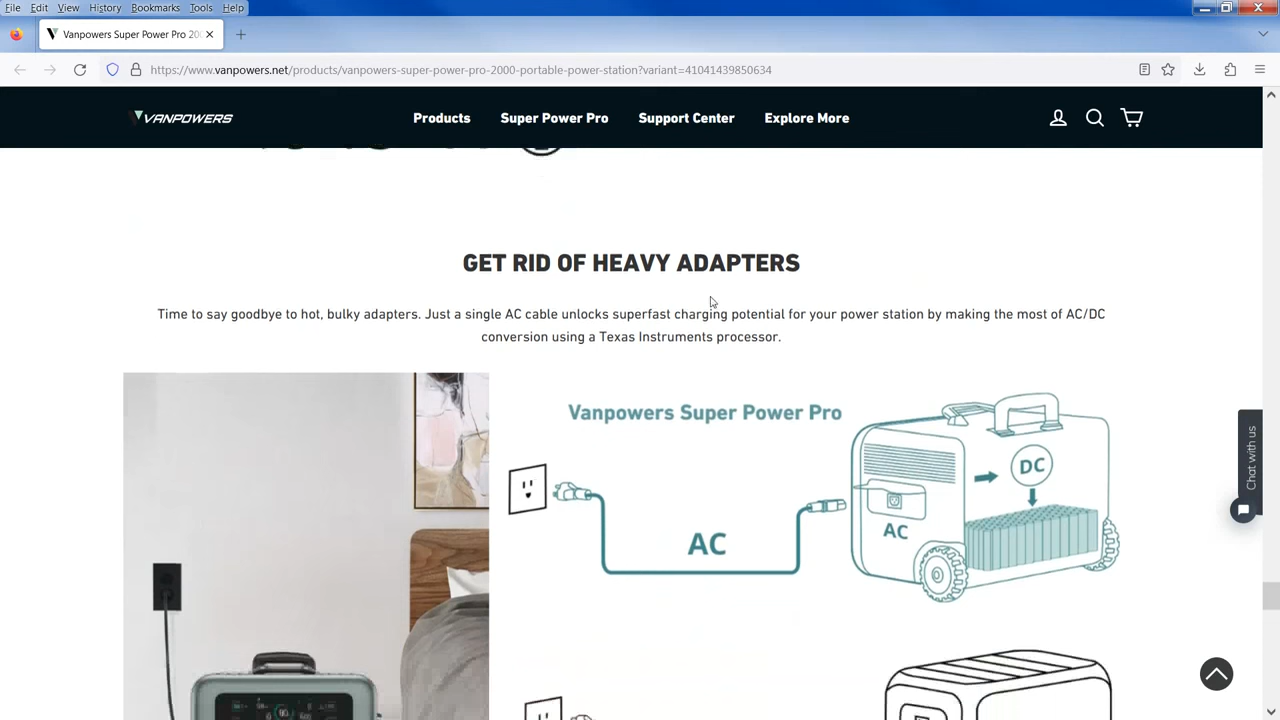 File Edit View History Bookmarks Tools Help
Vanpowers Super Power Pro 200
https://www.vanpowers.net/products/vanpowers-super-power-pro-2000-portable-power-station?variant=41041439850634
VANPOWERS
Products Super Power Pro Support Center Explore More
GET RID OF HEAVY ADAPTERS
Time to say goodbye to hot, bulky adapters. Just a single AC cable unlocks superfast charging potential for your power station by making the most of AC/DC
conversion using a Texas Instruments processor.
Vanpowers Super Power Pro
DC
AC
AC
Chat with us